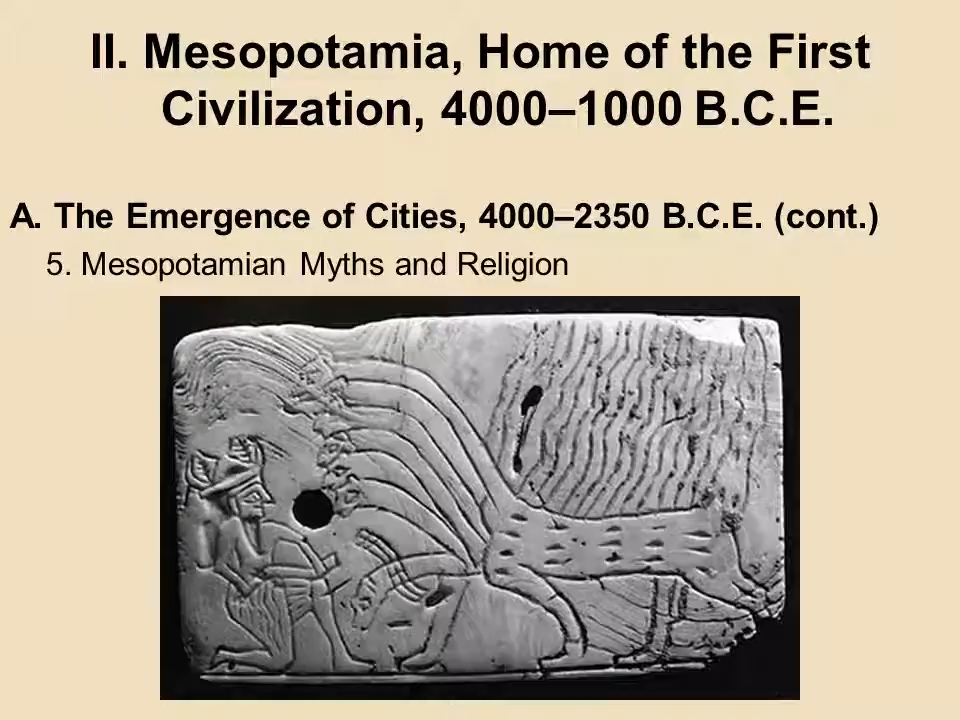 II. Mesopotamia, Home of the First
Civilization, 4000–1000 B.C.E.
A. The Emergence of Cities, 4000–2350 B.C.E. (cont.)
5. Mesopotamian Myths and Religion